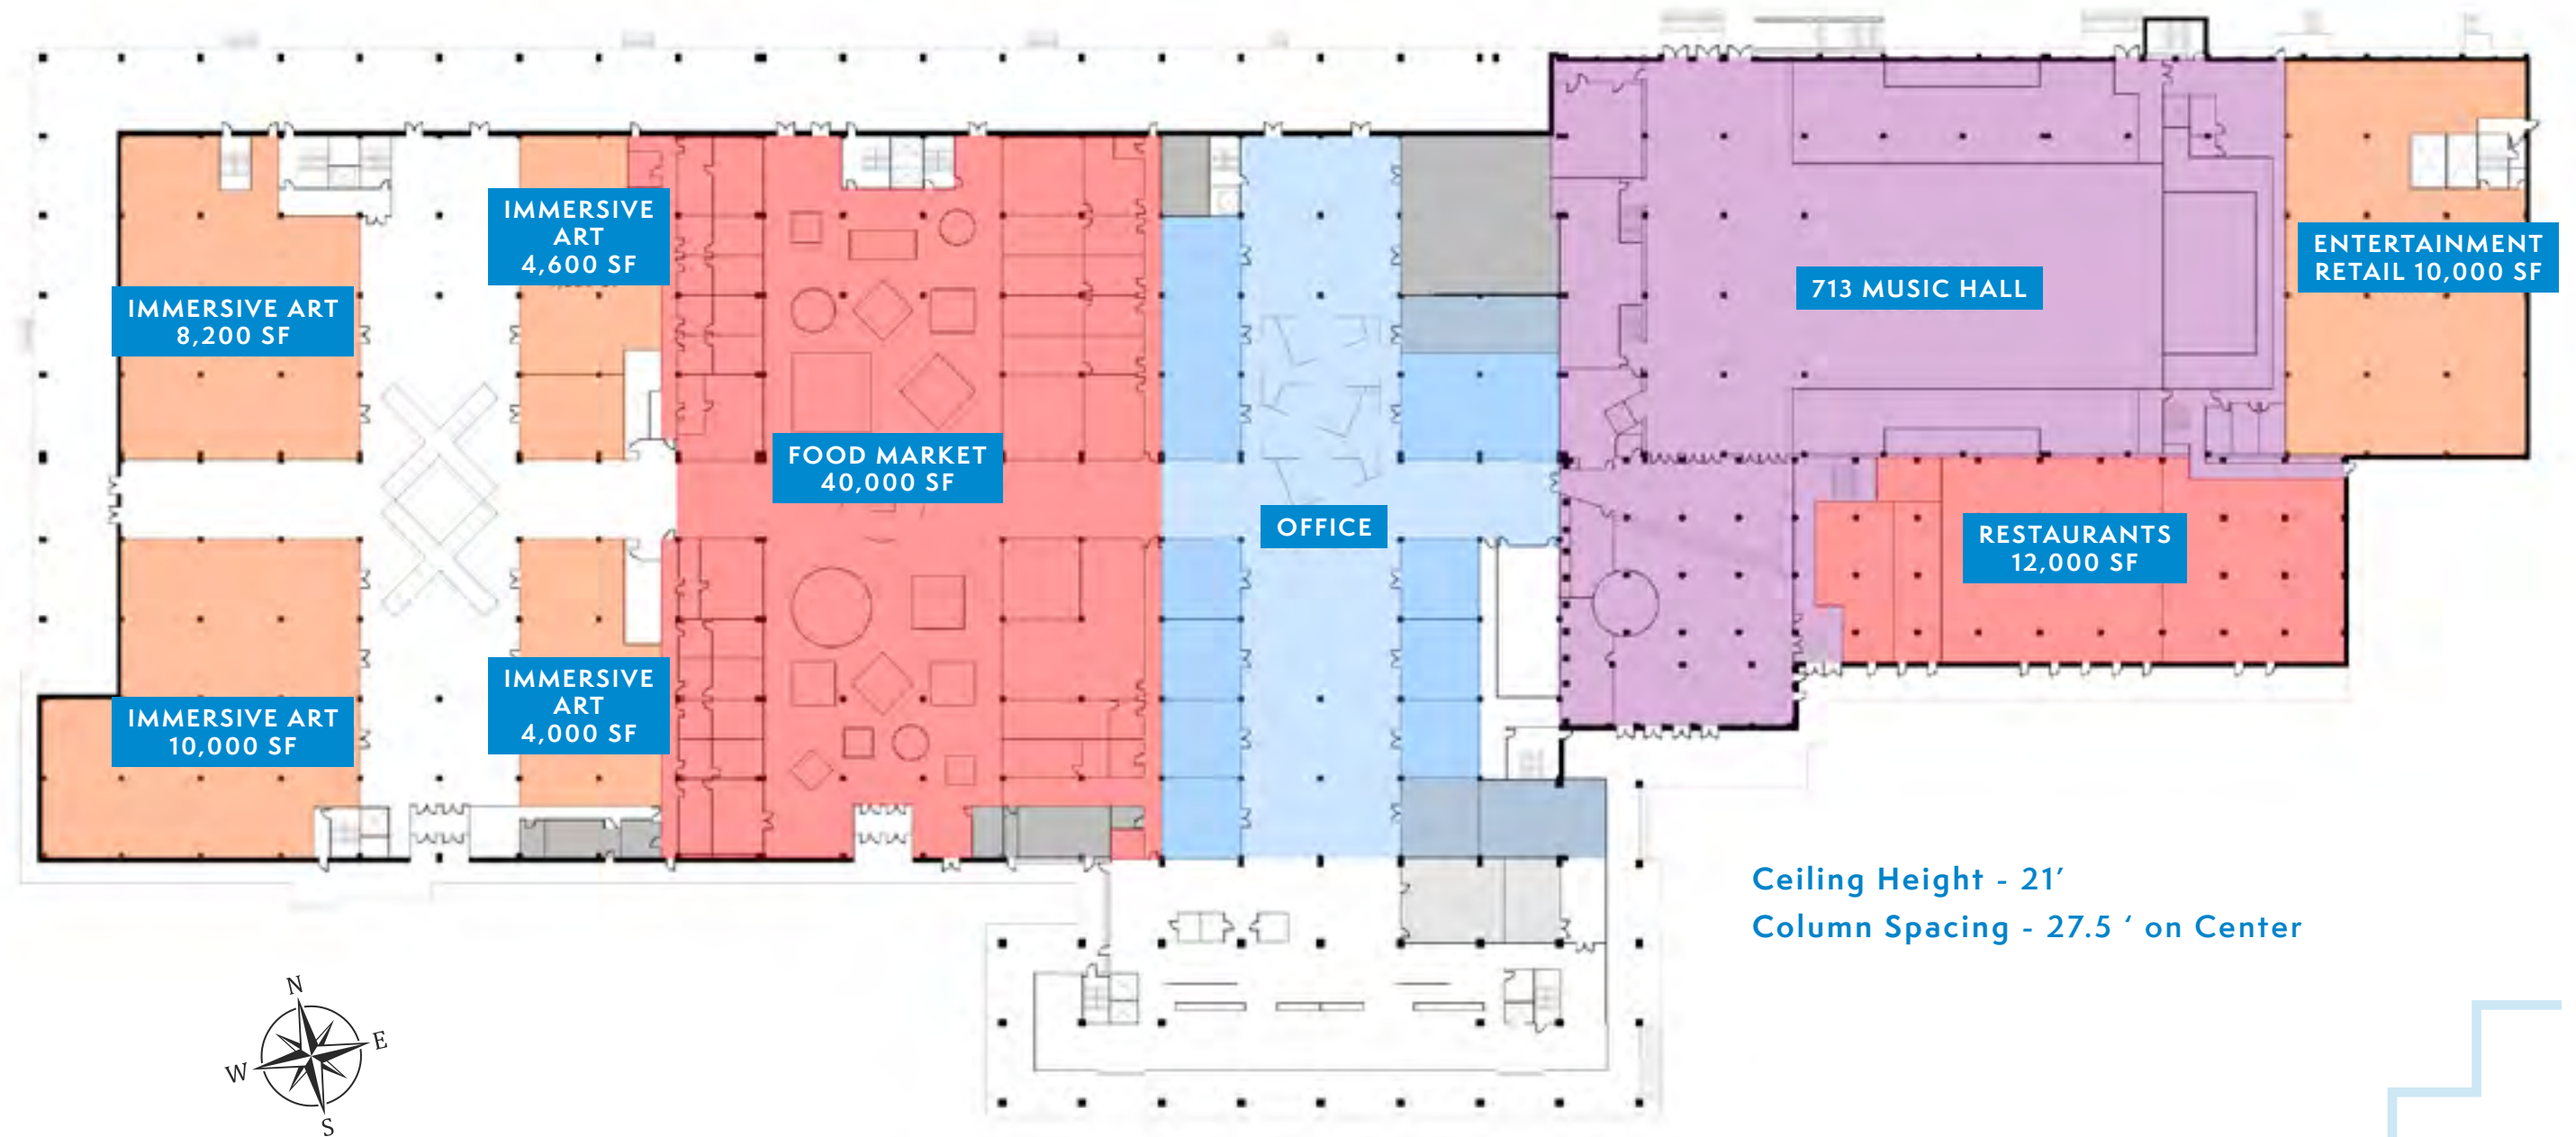 IMMERSIVE
ART
4,600 SF
IMMERSIVE ART
8,200 SF
ENTERTAINMENT
RETAIL 10,000 SF
713 MUSIC HALL
FOOD MARKET
40,000 SF
OFFICE
RESTAURANTS
12,000 SF
IMMERSIVE
ART
4,000 SF
IMMERSIVE ART
10,000 SF
Ceiling Height - 21′
Column Spacing - 27.5 ‘ on Center
N
E
W
S